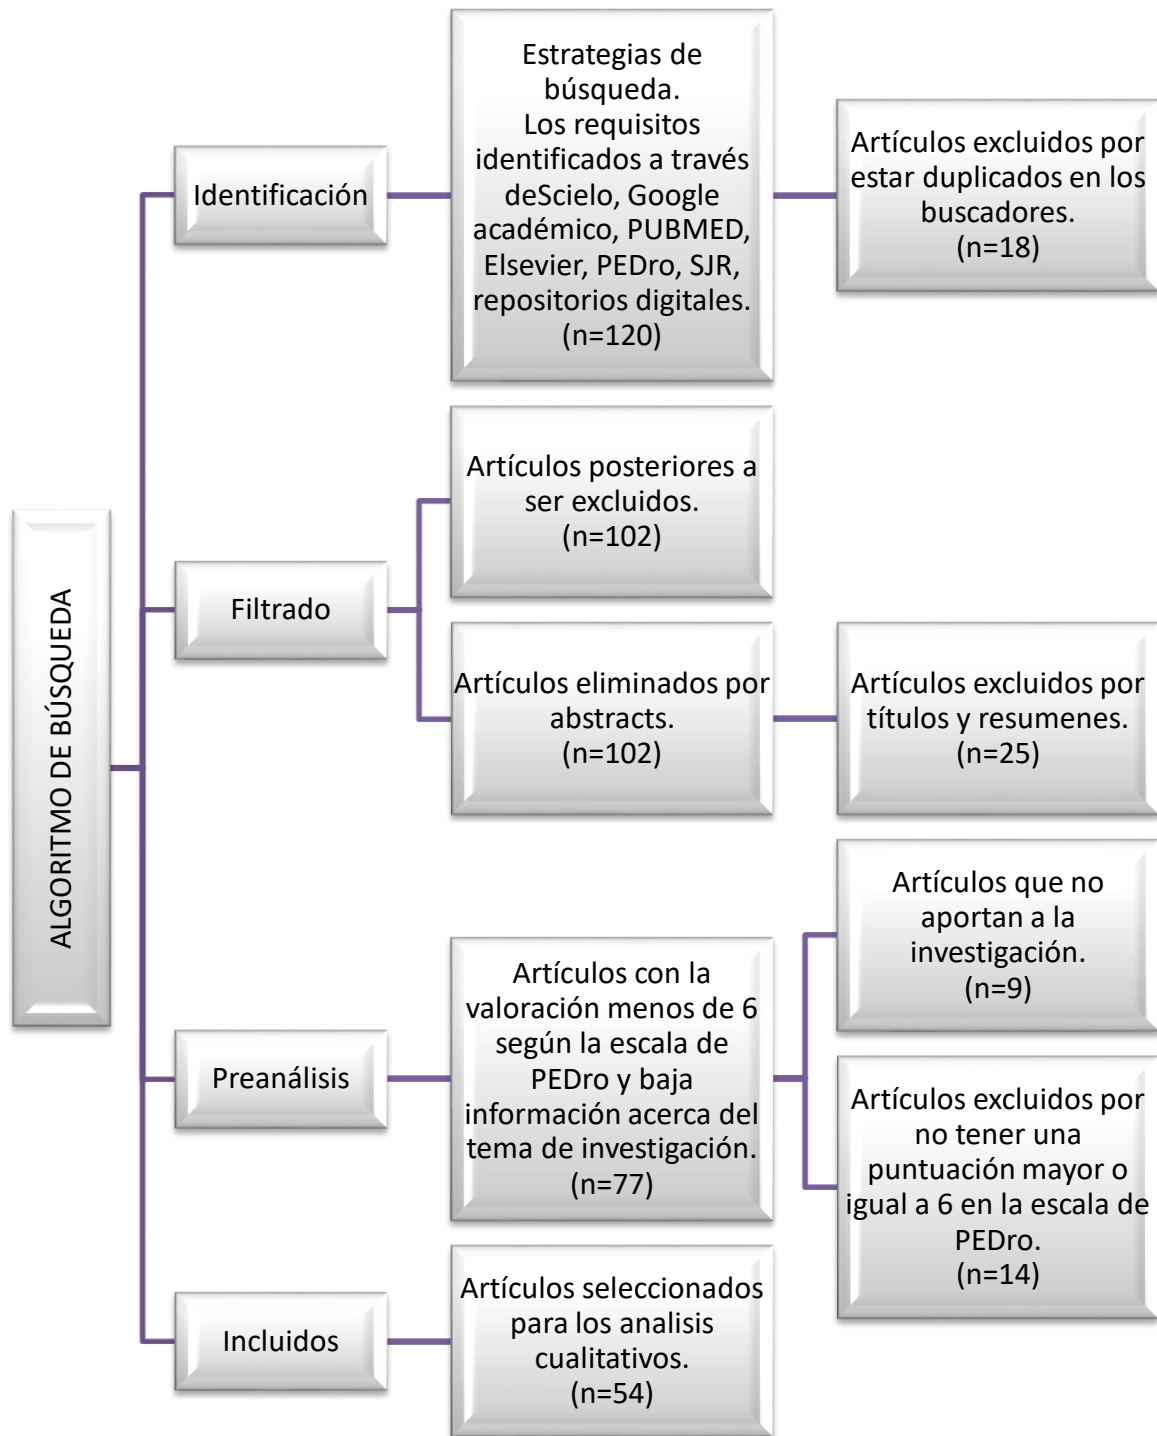 ALGORITMO DE BÚSQUEDA
Identificación
Estrategias de
búsqueda.
Los requisitos
identificados a través
deScielo, Google
académico, PUBMED,
Elsevier, PEDro, SJR,
repositorios digitales.
(n=120)
Artículos excluidos por
estar duplicados en los
buscadores.
(n=18)
Filtrado
Artículos posteriores a
ser excluidos.
(n=102)
Artículos eliminados por
abstracts.
(n=102)
Artículos excluidos por
títulos y resumenes.
(n=25)
Preanálisis
Artículos con la
valoración menos de 6
según la escala de
PEDro y baja
información acerca del
tema de investigación.
(n=77)
Artículos que no
aportan a la
investigación.
(n=9)
Artículos excluidos por
no tener una
puntuación mayor o
igual a 6 en la escala de
PEDro.
(n=14)
Incluidos
Artículos seleccionados
para los analisis
cualitativos.
(n=54)